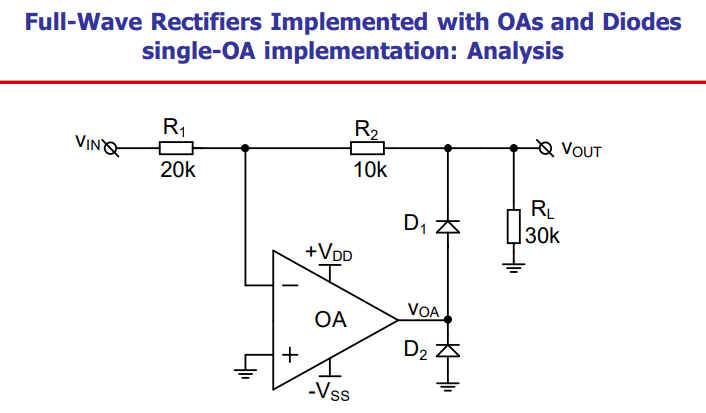 Full-Wave Rectifiers Implemented with OAs and Diodes
single-OA implementation: Analysis
R1
R2
vIN
vOUT
20k
10k
D1
RL
30k
+VDD
−
OA
vOA
+
D2
-VSS